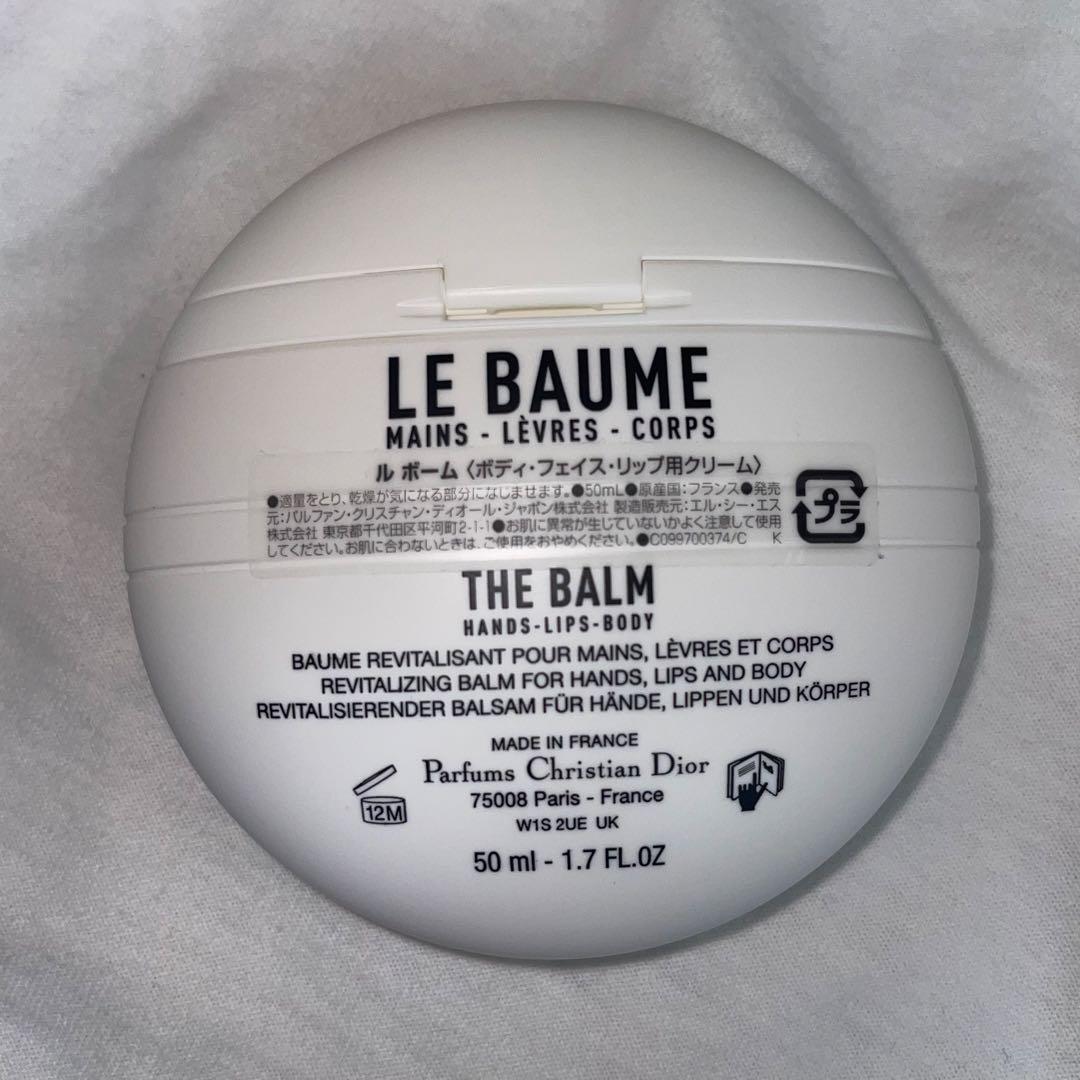 LE BAUME
MAINS - LÈVRES - CORPS
ル ボーム〈ボディ・フェイス・リップ用クリーム〉
●適量をとり、乾燥が気になる部分になじませます。●50mL●原産国:フランス●発売
元:パルファン・クリスチャン・ディオール・ジャポン株式会社 製造販売元:エル・シー・エス
株式会社 東京都千代田区平河町2-1-1●お肌に異常が生じていないかよく注意して使用
してください。お肌に合わないときは、ご使用をおやめください。●C099700374/C K
プラ
THE BALM
HANDS-LIPS-BODY
BAUME REVITALISANT POUR MAINS, LÈVRES ET CORPS
REVITALIZING BALM FOR HANDS, LIPS AND BODY
REVITALISIERENDER BALSAM FÜR HÄNDE, LIPPEN UND KÖRPER
MADE IN FRANCE
Parfums Christian Dior
75008 Paris - France
12M
W1S 2UE UK
50 ml - 1.7 FL.OZ